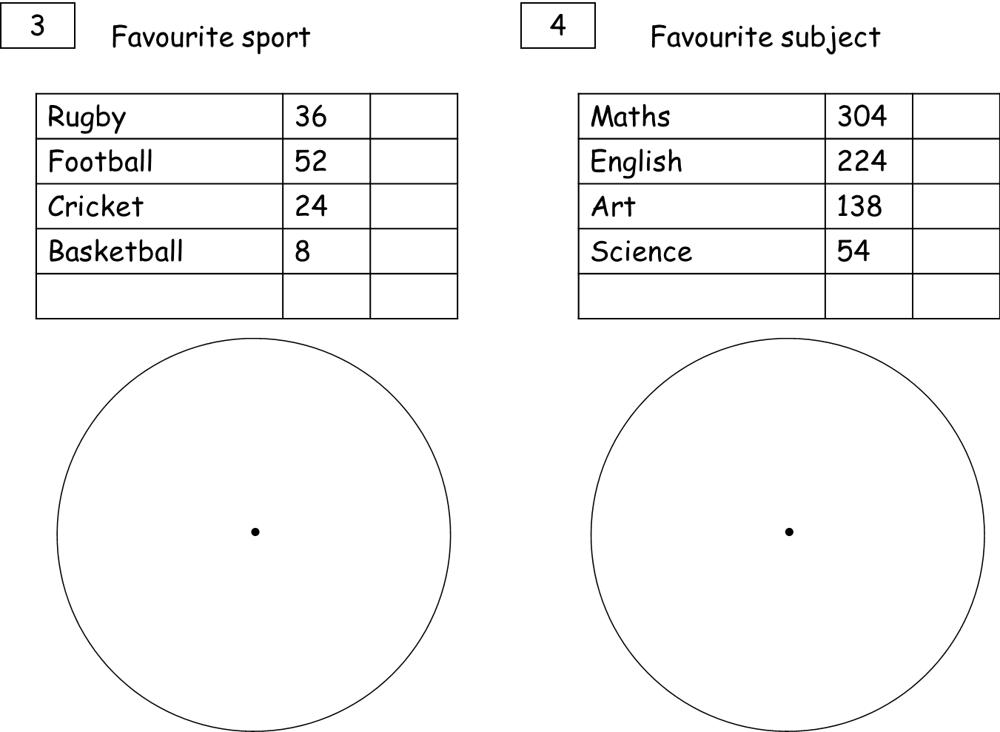 3 Favourite sport
Rugby 36
Football 52
Cricket 24
Basketball 8
4 Favourite subject
Maths 304
English 224
Art 138
Science 54